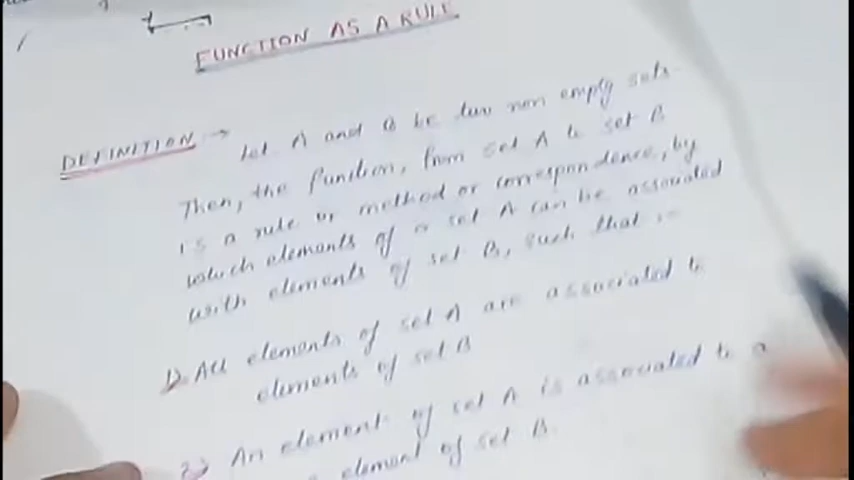 FUNCTION AS A RULE
DEFINITION → Let A and B be two non empty sets
Then, the function, from set A to set B
is a rule or method or correspondence, by
which elements of a set A can be associated
with elements of set B, such that :-
1) All elements of set A are associated to
elements of set B
2) An element of set A is associated to a
element of set B.